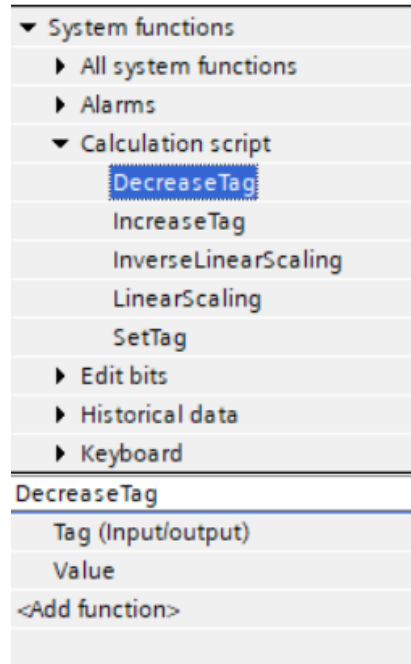 System functions
All system functions
Alarms
Calculation script
DecreaseTag
IncreaseTag
InverseLinearScaling
LinearScaling
SetTag
Edit bits
Historical data
Keyboard
DecreaseTag
Tag (Input/output)
Value
<Add function>